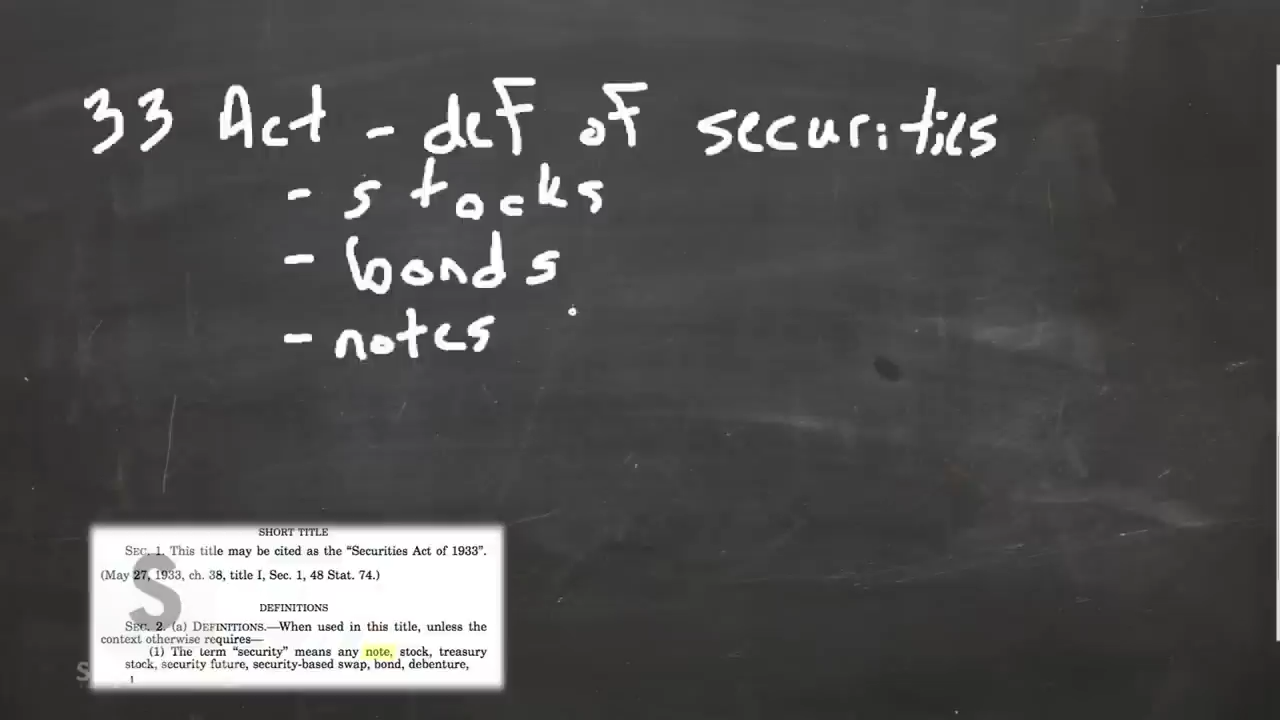 33 Act - def of securities
- stocks
- bonds
- notes
SHORT TITLE
SEC. 1. This title may be cited as the “Securities Act of 1933”.
(May 27, 1933, ch. 38, title I, Sec. 1, 48 Stat. 74.)
DEFINITIONS
SEC. 2. (a) DEFINITIONS.—When used in this title, unless the
context otherwise requires—
(1) The term “security” means any note, stock, treasury
stock, security future, security-based swap, bond, debenture,
S